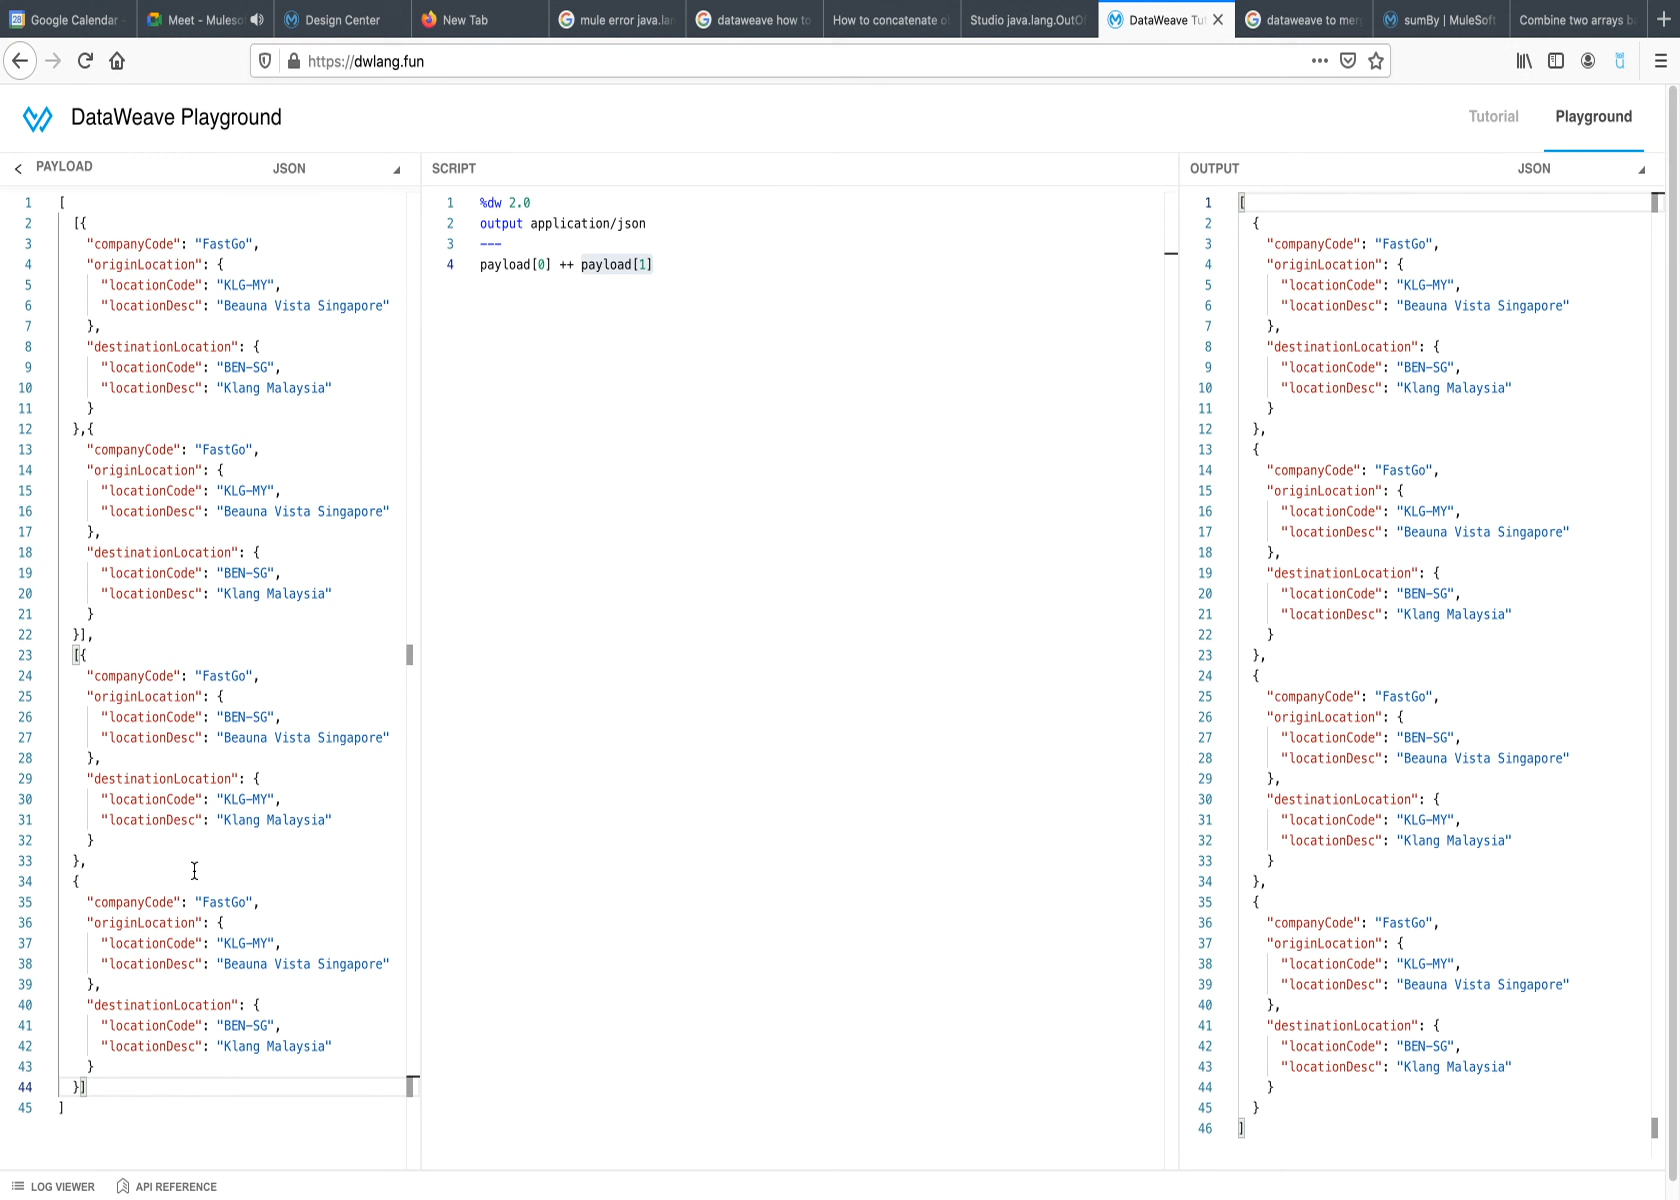 Google Calendar
Meet - Muleso
Design Center
New Tab
mule error java.lan
dataweave how to
How to concatenate o
Studio java.lang.OutO
DataWeave Tu
dataweave to mer
sumBy | MuleSoft
Combine two arrays b
https://dwlang.fun
DataWeave Playground
Tutorial
Playground
PAYLOAD
JSON
1 [
2 [{
3 "companyCode": "FastGo",
4 "originLocation": {
5 "locationCode": "KLG-MY",
6 "locationDesc": "Beauna Vista Singapore"
7 },
8 "destinationLocation": {
9 "locationCode": "BEN-SG",
10 "locationDesc": "Klang Malaysia"
11 }
12 },{
13 "companyCode": "FastGo",
14 "originLocation": {
15 "locationCode": "KLG-MY",
16 "locationDesc": "Beauna Vista Singapore"
17 },
18 "destinationLocation": {
19 "locationCode": "BEN-SG",
20 "locationDesc": "Klang Malaysia"
21 }
22 }],
23 [{
24 "companyCode": "FastGo",
25 "originLocation": {
26 "locationCode": "BEN-SG",
27 "locationDesc": "Beauna Vista Singapore"
28 },
29 "destinationLocation": {
30 "locationCode": "KLG-MY",
31 "locationDesc": "Klang Malaysia"
32 }
33 },
34 {
35 "companyCode": "FastGo",
36 "originLocation": {
37 "locationCode": "KLG-MY",
38 "locationDesc": "Beauna Vista Singapore"
39 },
40 "destinationLocation": {
41 "locationCode": "BEN-SG",
42 "locationDesc": "Klang Malaysia"
43 }
44 }]
45 ]
SCRIPT
1 %dw 2.0
2 output application/json
3 ---
4 payload[0] ++ payload[1]
OUTPUT
JSON
1 [
2 {
3 "companyCode": "FastGo",
4 "originLocation": {
5 "locationCode": "KLG-MY",
6 "locationDesc": "Beauna Vista Singapore"
7 },
8 "destinationLocation": {
9 "locationCode": "BEN-SG",
10 "locationDesc": "Klang Malaysia"
11 }
12 },
13 {
14 "companyCode": "FastGo",
15 "originLocation": {
16 "locationCode": "KLG-MY",
17 "locationDesc": "Beauna Vista Singapore"
18 },
19 "destinationLocation": {
20 "locationCode": "BEN-SG",
21 "locationDesc": "Klang Malaysia"
22 }
23 },
24 {
25 "companyCode": "FastGo",
26 "originLocation": {
27 "locationCode": "BEN-SG",
28 "locationDesc": "Beauna Vista Singapore"
29 },
30 "destinationLocation": {
31 "locationCode": "KLG-MY",
32 "locationDesc": "Klang Malaysia"
33 }
34 },
35 {
36 "companyCode": "FastGo",
37 "originLocation": {
38 "locationCode": "KLG-MY",
39 "locationDesc": "Beauna Vista Singapore"
40 },
41 "destinationLocation": {
42 "locationCode": "BEN-SG",
43 "locationDesc": "Klang Malaysia"
44 }
45 }
46 ]
LOG VIEWER
API REFERENCE